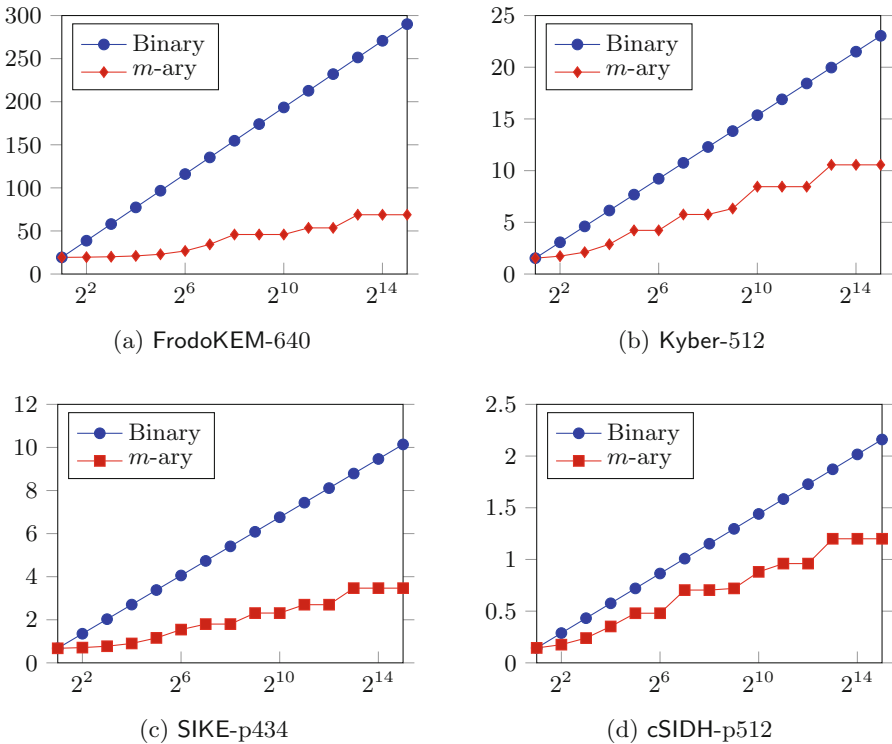 300
250
200
150
100
50
0
Binary
m-ary
2^2 2^6 2^10 2^14
(a) FrodoKEM-640
25
20
15
10
5
0
Binary
m-ary
2^2 2^6 2^10 2^14
(b) Kyber-512
12
10
8
6
4
2
0
Binary
m-ary
2^2 2^6 2^10 2^14
(c) SIKE-p434
2.5
2
1.5
1
0.5
0
Binary
m-ary
2^2 2^6 2^10 2^14
(d) cSIDH-p512